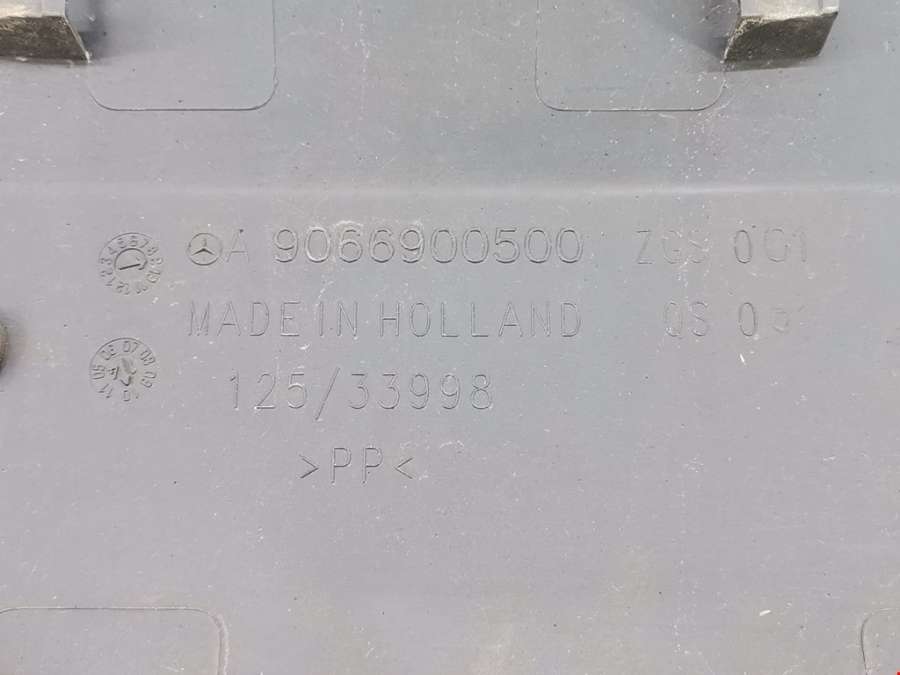 A 9066900500 ZGS 001
MADE IN HOLLAND QS 0
125/33998
>PP<